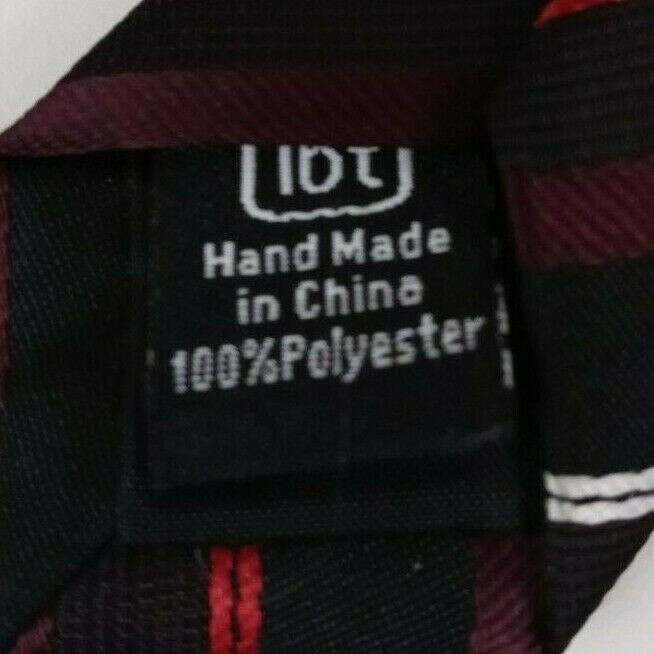 Hand Made
in China
100%Polyester